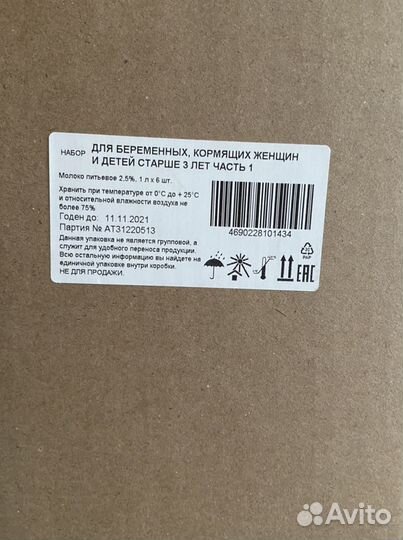 НАБОР ДЛЯ БЕРЕМЕННЫХ, КОРМЯЩИХ ЖЕНЩИН
И ДЕТЕЙ СТАРШЕ 3 ЛЕТ ЧАСТЬ 1
Молоко питьевое 2,5%, 1 л х 6 шт.
Хранить при температуре от 0°С до + 25°С
и относительной влажности воздуха не
более 75%
Годен до: 11.11.2021
Партия № АТ31220513
Данная упаковка не является групповой, а
служит для удобного переноса продукции.
Всю остальную информацию вы найдете на
единичной упаковке внутри коробки.
НЕ ДЛЯ ПРОДАЖИ.
4690228101434
PAP
EAC
Avito